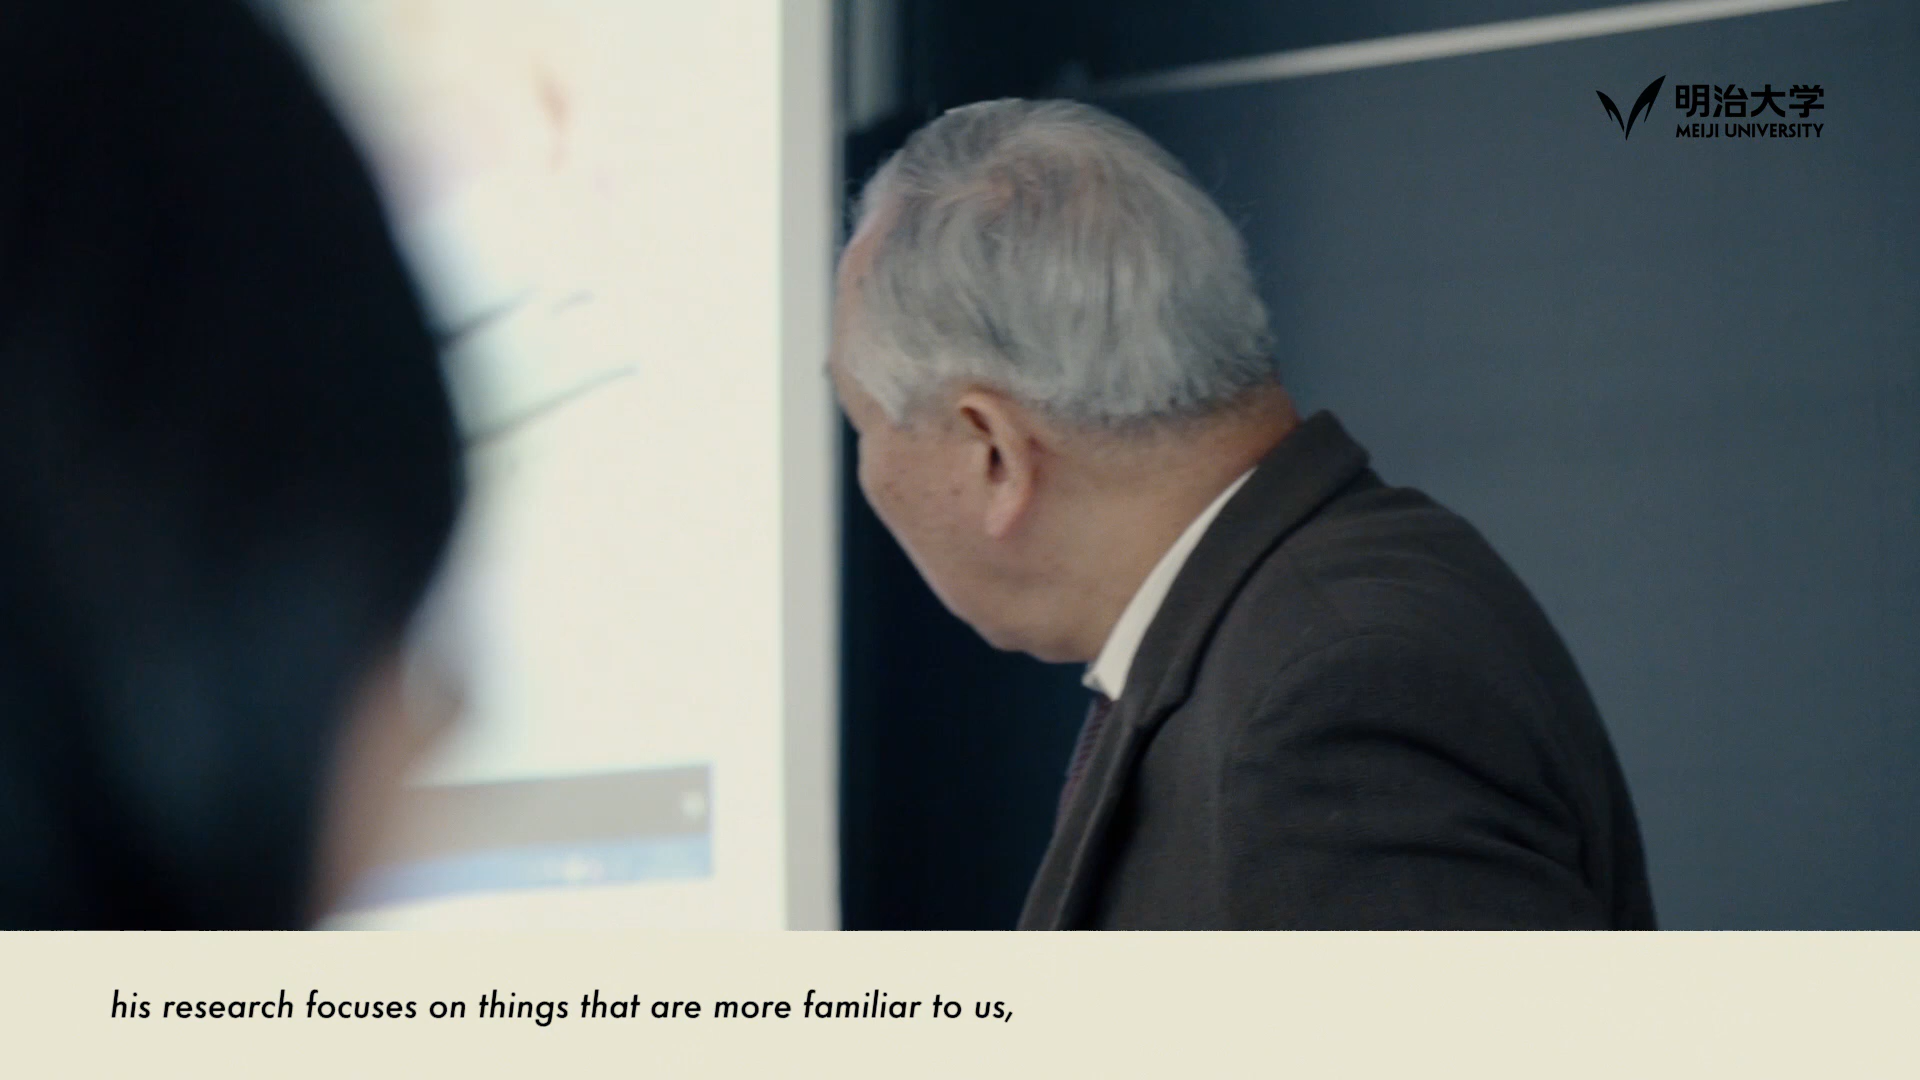 明治大学
MEIJI UNIVERSITY
his research focuses on things that are more familiar to us,